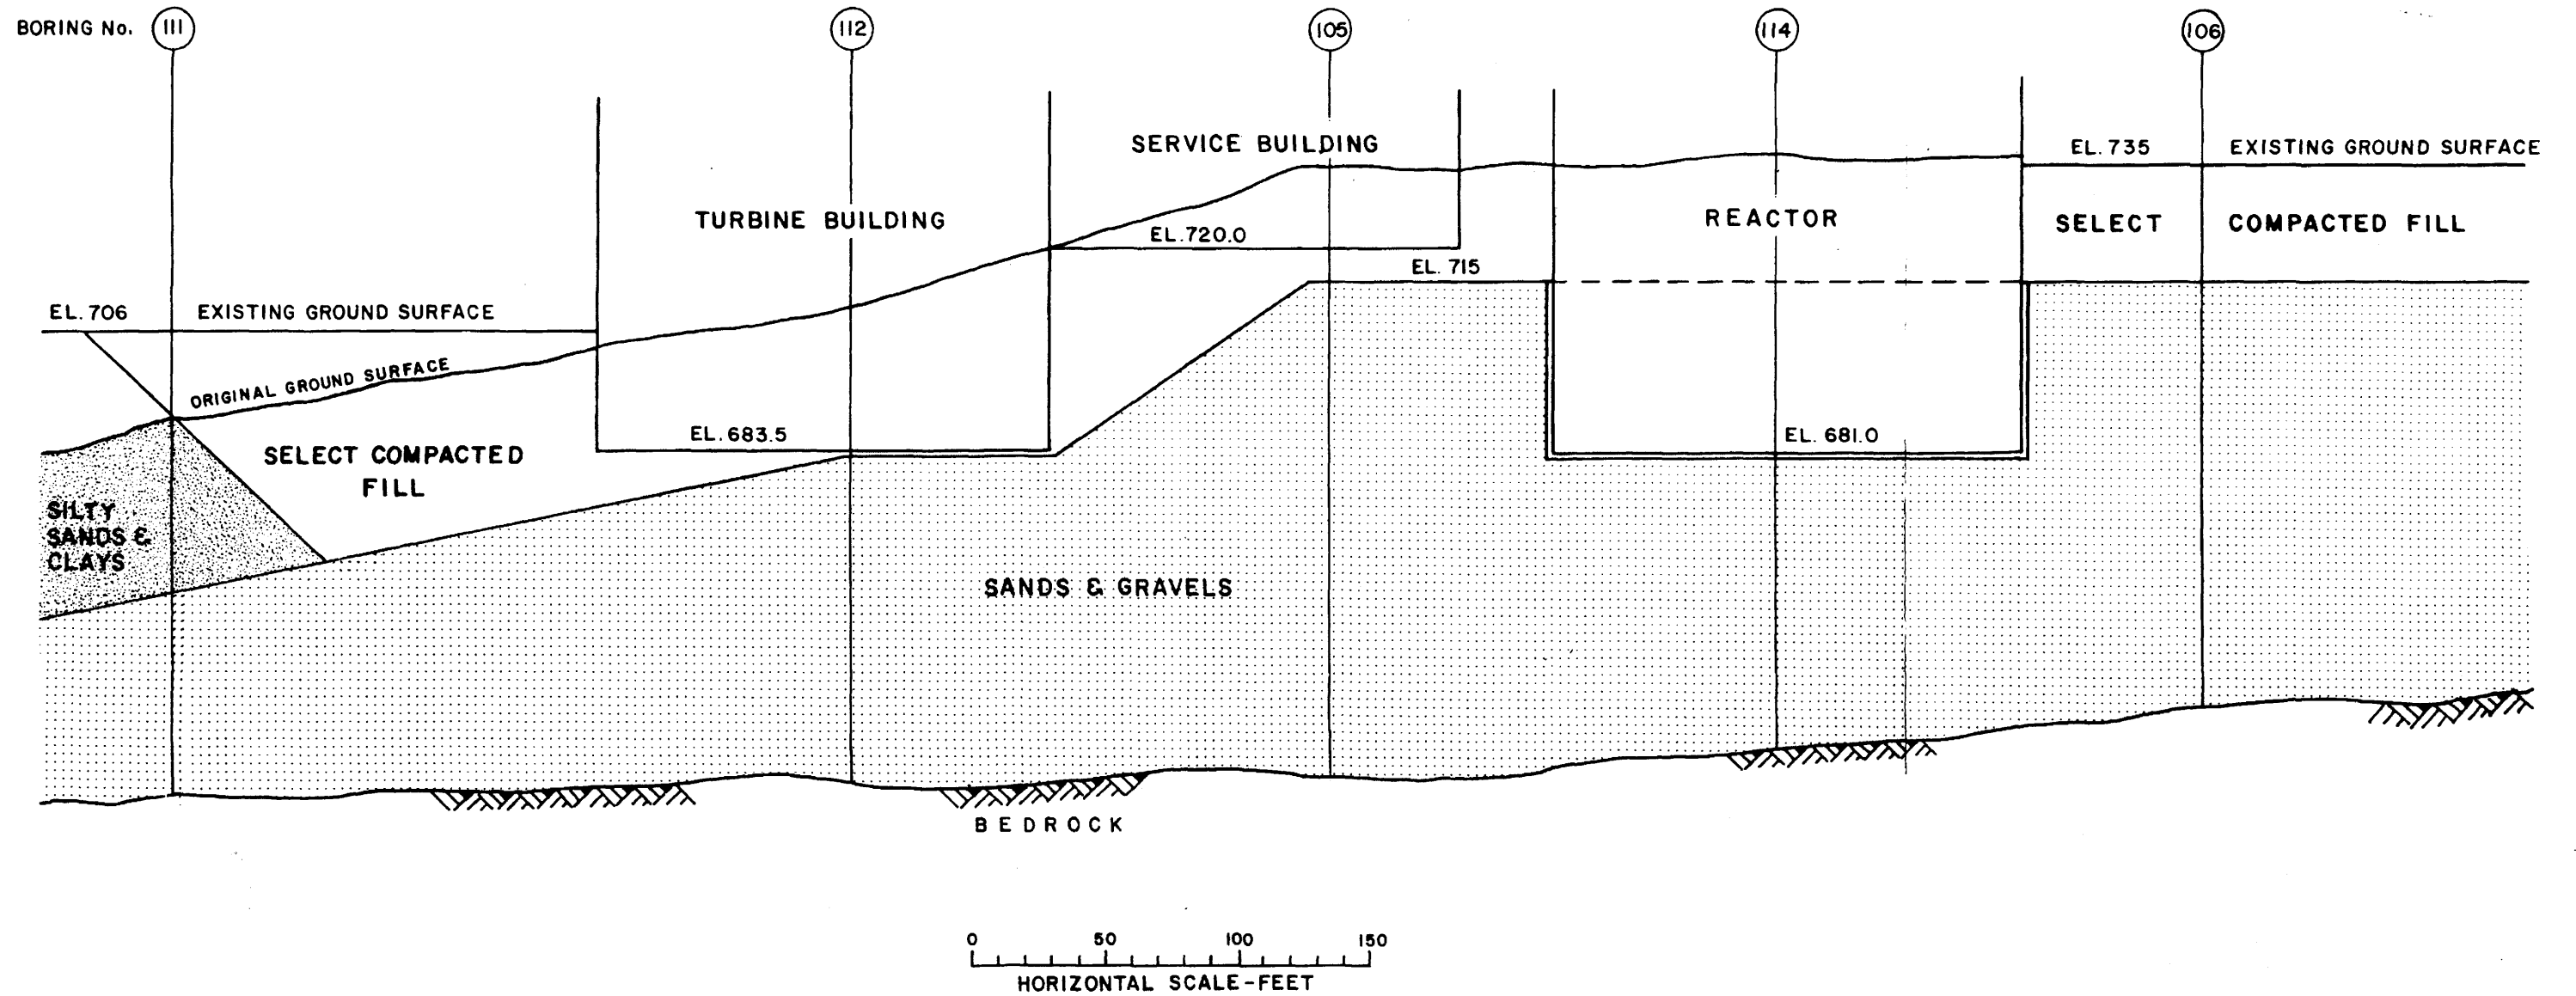 BORING No. 111 112 105 114 106
SERVICE BUILDING
EL. 735 EXISTING GROUND SURFACE
TURBINE BUILDING
REACTOR
SELECT COMPACTED FILL
EL.720.0
EL. 715
EL. 706 EXISTING GROUND SURFACE
ORIGINAL GROUND SURFACE
EL.683.5
EL. 681.0
SELECT COMPACTED
FILL
SILTY
SANDS &
CLAYS
SANDS & GRAVELS
BEDROCK
0 50 100 150
HORIZONTAL SCALE-FEET